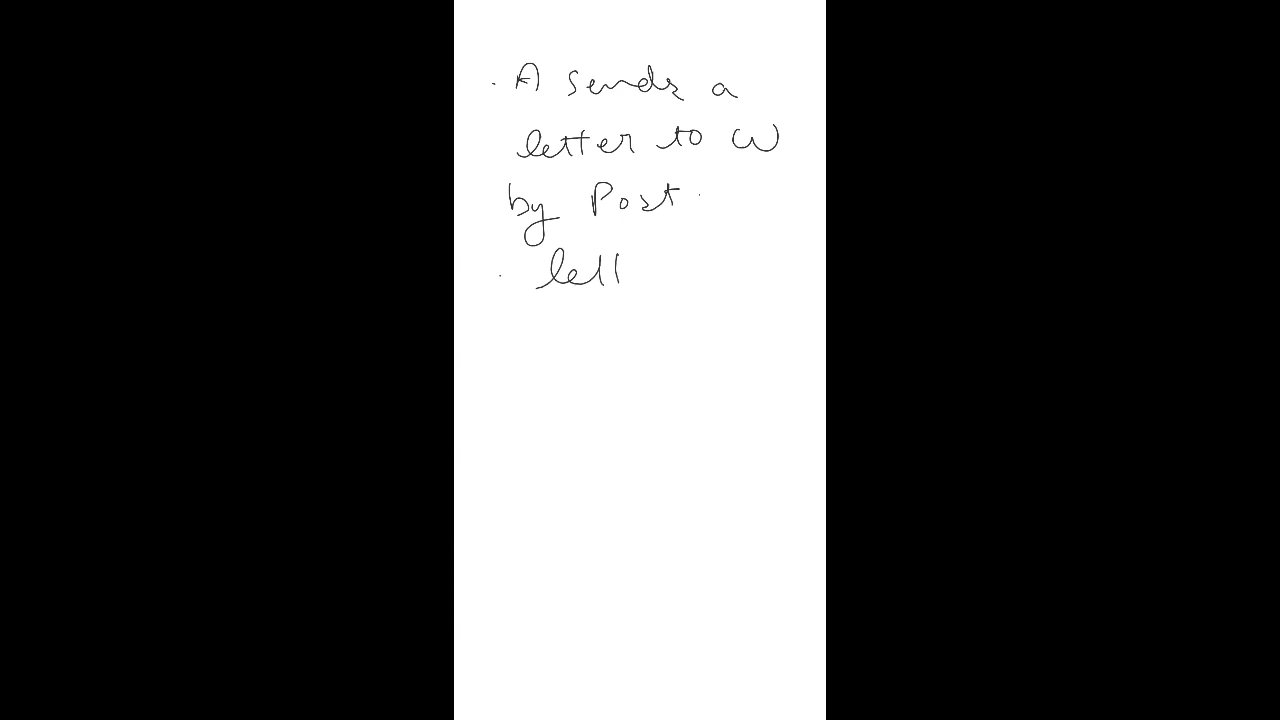 . A sends a
letter to W
by Post.
. lell